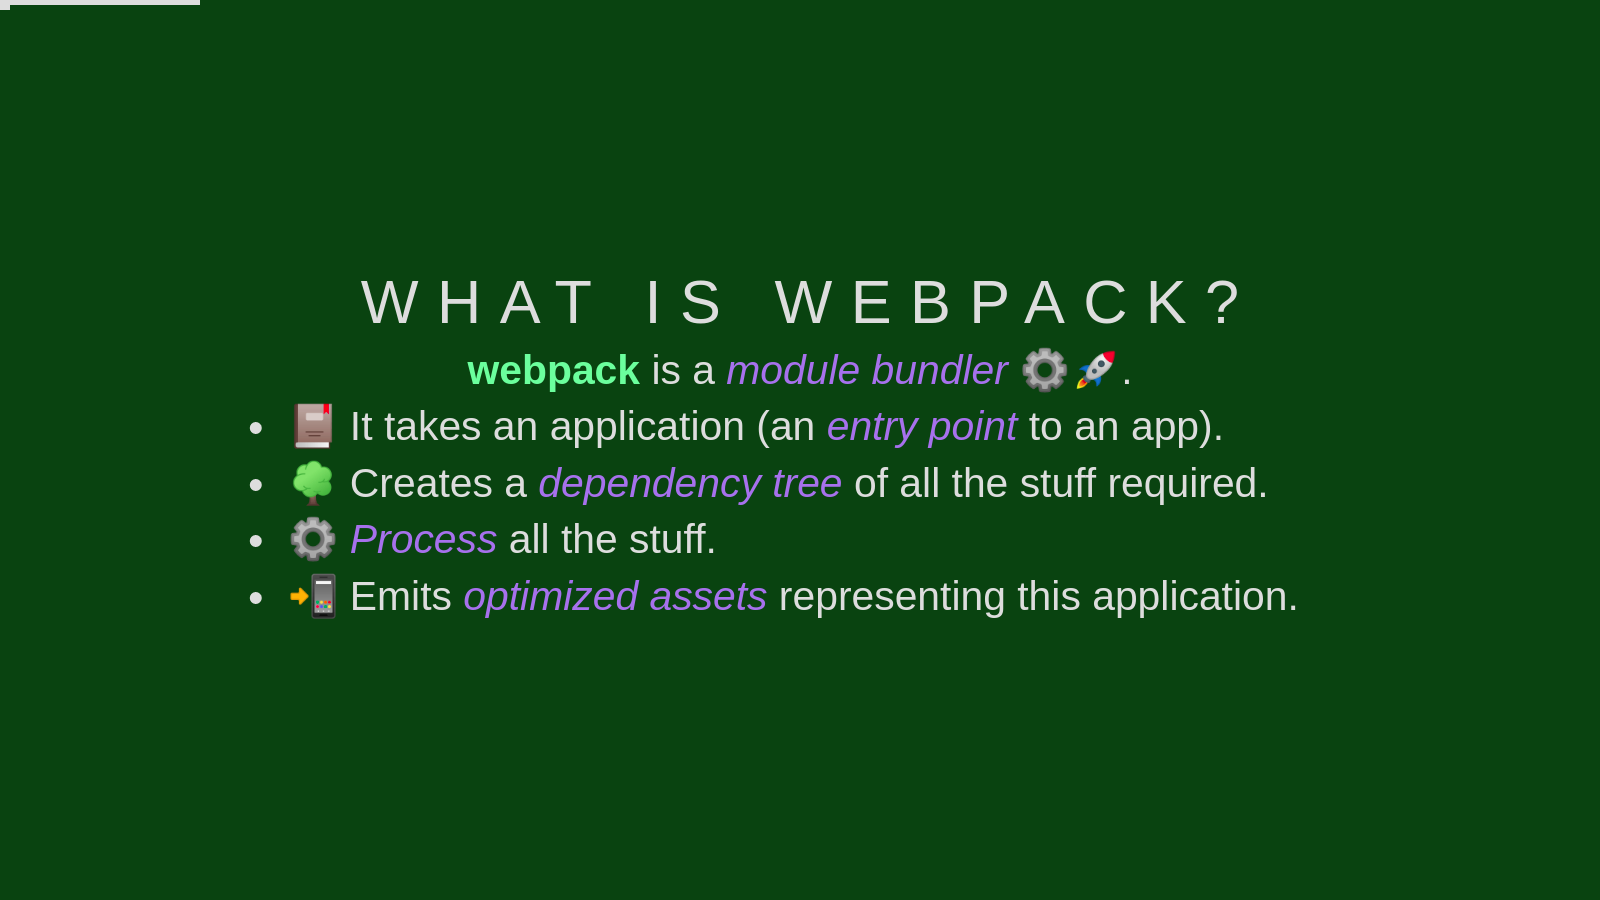 WHAT IS WEBPACK?
webpack is a module bundler ⚙️🚀.
• 📔 It takes an application (an entry point to an app).
• 🌳 Creates a dependency tree of all the stuff required.
• ⚙️ Process all the stuff.
• 📲 Emits optimized assets representing this application.